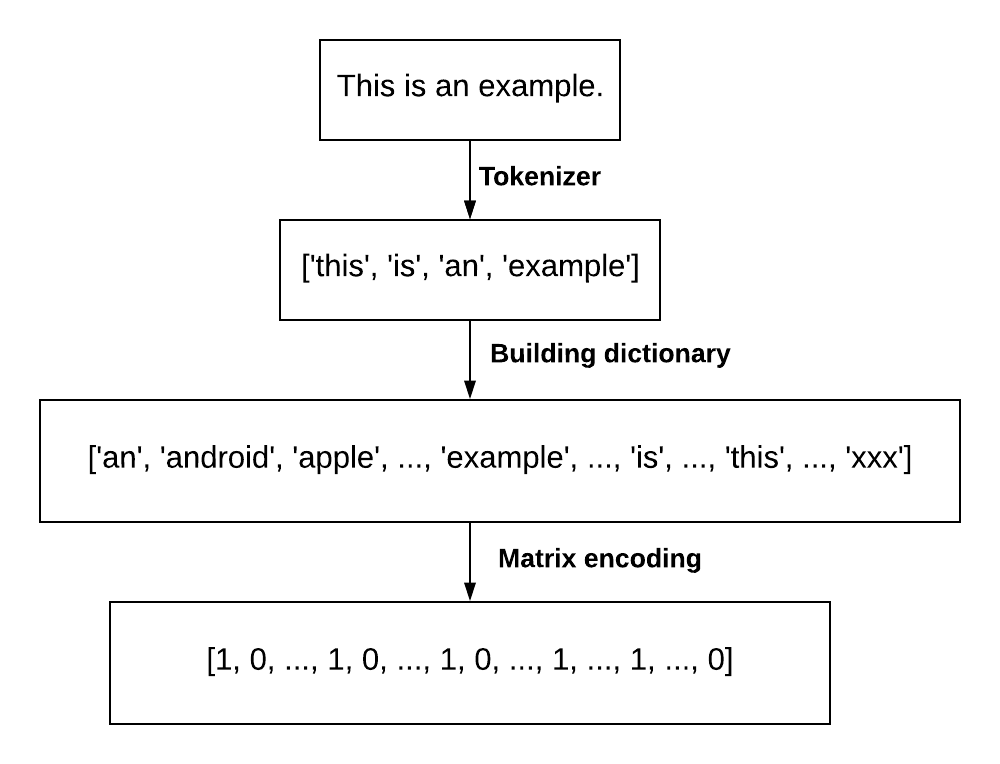 This is an example.
Tokenizer
['this', 'is', 'an', 'example']
Building dictionary
['an', 'android', 'apple', ..., 'example', ..., 'is', ..., 'this', ..., 'xxx']
Matrix encoding
[1, 0, ..., 1, 0, ..., 1, 0, ..., 1, ..., 1, ..., 0]